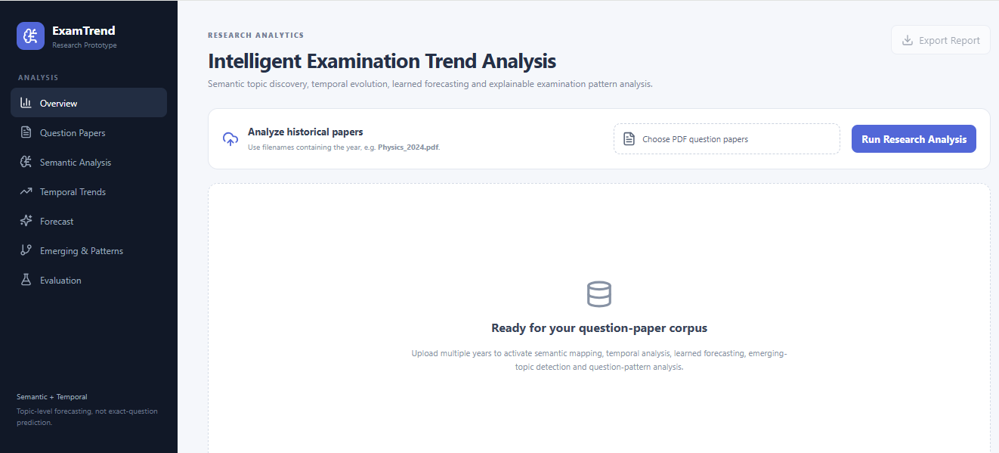 ExamTrend
Research Prototype
ANALYSIS
Overview
Question Papers
Semantic Analysis
Temporal Trends
Forecast
Emerging & Patterns
Evaluation
Semantic + Temporal
Topic-level forecasting, not exact-question
prediction.
RESEARCH ANALYTICS
Intelligent Examination Trend Analysis
Semantic topic discovery, temporal evolution, learned forecasting and explainable examination pattern analysis.
Export Report
Analyze historical papers
Use filenames containing the year, e.g. Physics_2024.pdf.
Choose PDF question papers
Run Research Analysis
Ready for your question-paper corpus
Upload multiple years to activate semantic mapping, temporal analysis, learned forecasting, emerging-
topic detection and question-pattern analysis.